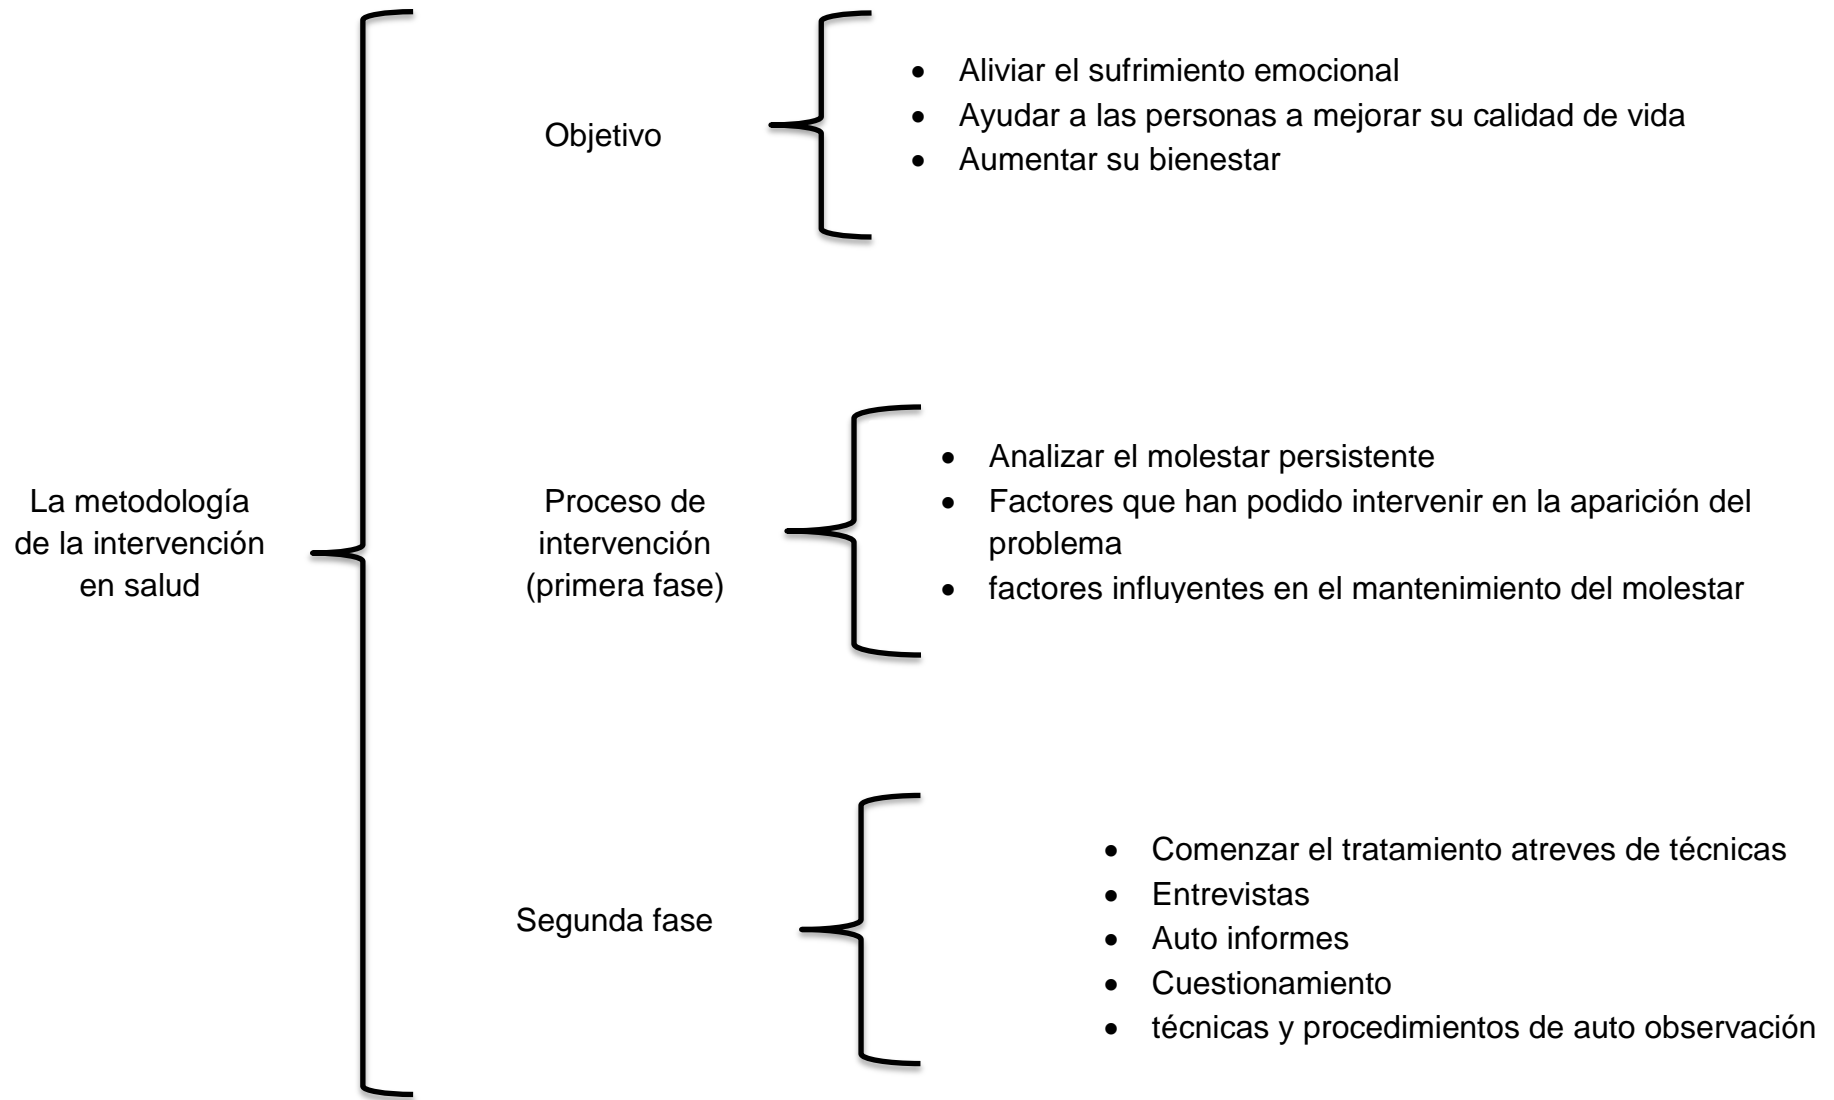 La metodología
de la intervención
en salud
Objetivo
• Aliviar el sufrimiento emocional
• Ayudar a las personas a mejorar su calidad de vida
• Aumentar su bienestar
Proceso de
intervención
(primera fase)
• Analizar el molestar persistente
• Factores que han podido intervenir en la aparición del
problema
• factores influyentes en el mantenimiento del molestar
Segunda fase
• Comenzar el tratamiento atreves de técnicas
• Entrevistas
• Auto informes
• Cuestionamiento
• técnicas y procedimientos de auto observación